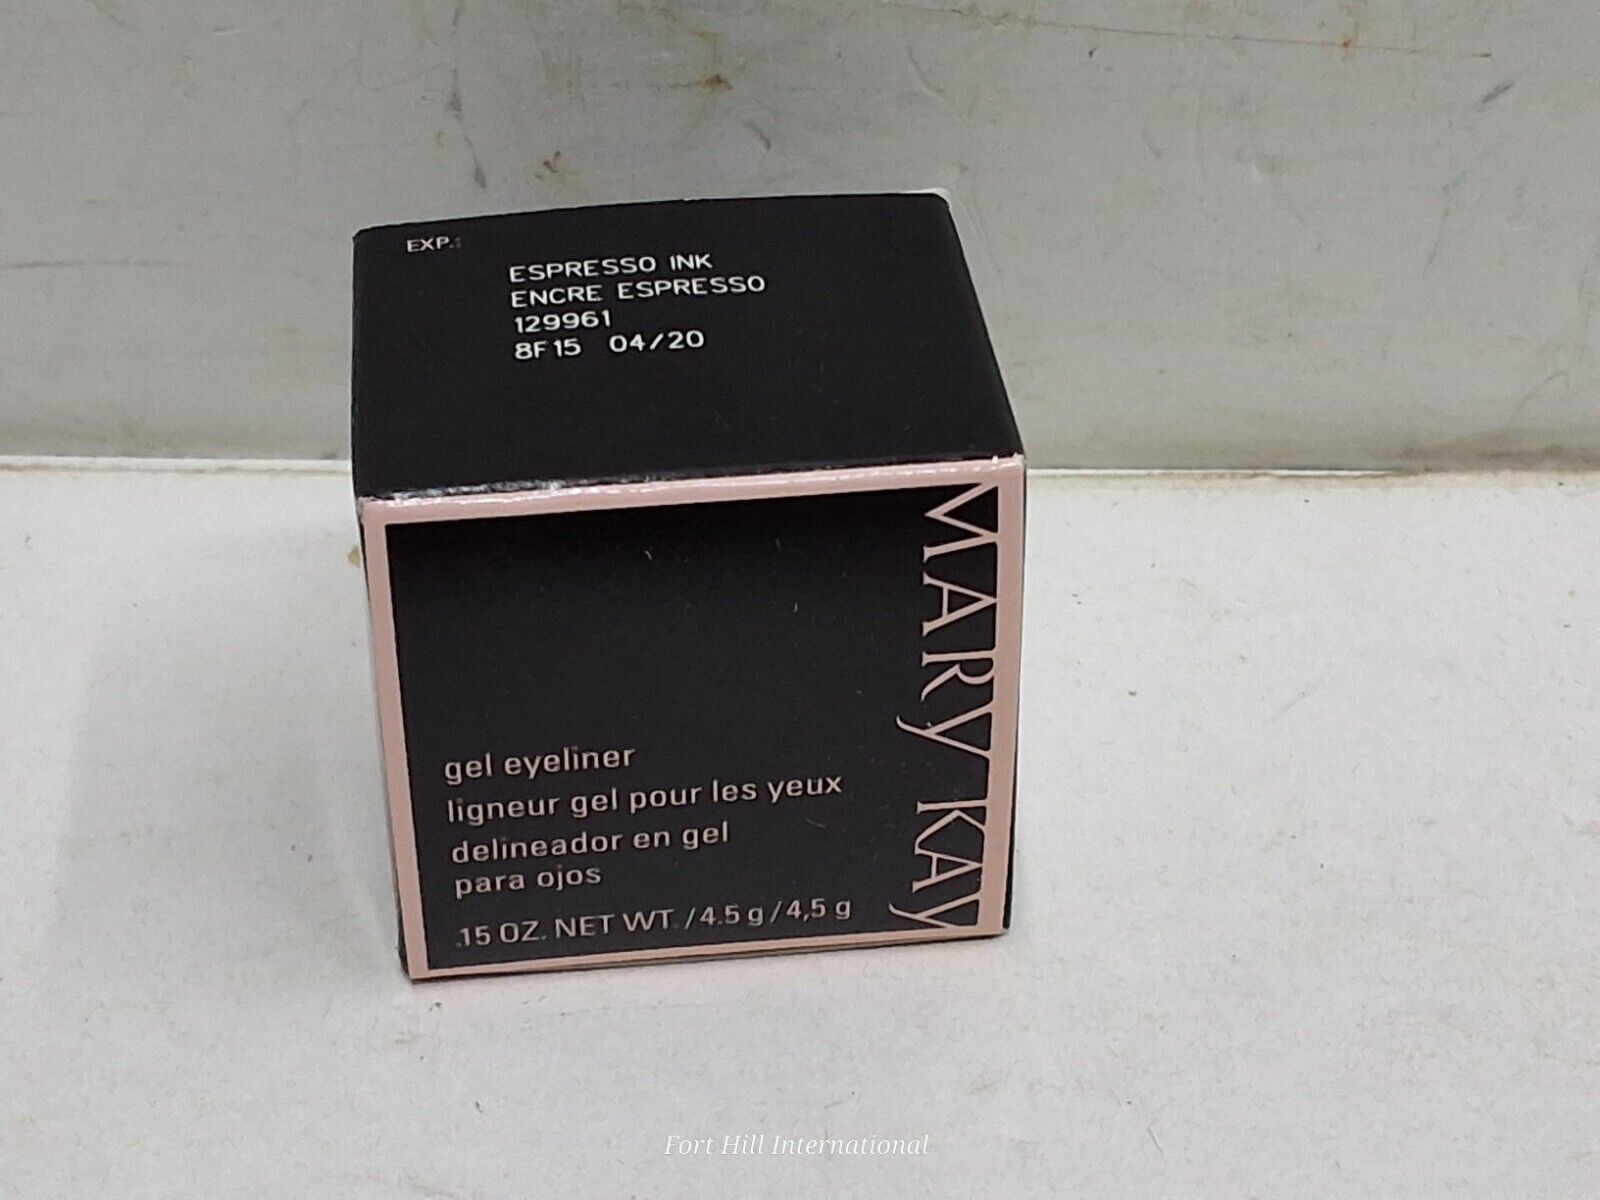 EXP.:
ESPRESSO INK
ENCRE ESPRESSO
129961
8F15 04/20
MARY KAY
gel eyeliner
ligneur gel pour les yeux
delineador en gel
para ojos
.15 OZ. NET WT. / 4.5 g / 4,5 g
Fort Hill International